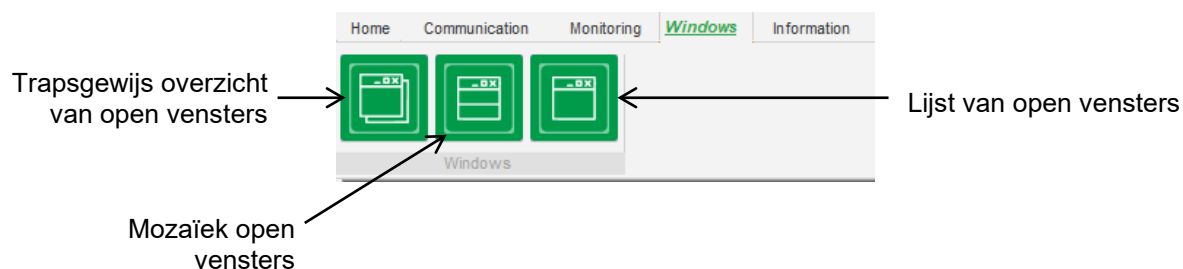 Home Communication Monitoring Windows Information
Trapsgewijs overzicht
van open vensters
Lijst van open vensters
Windows
Mozaïek open
vensters